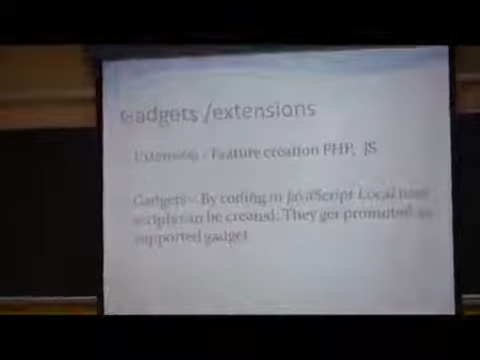 Gadgets /extensions
Extension - Feature creation PHP, JS
Gadgets - By coding in JavaScript Local user
scripts can be created. They get promoted as
supported gadget